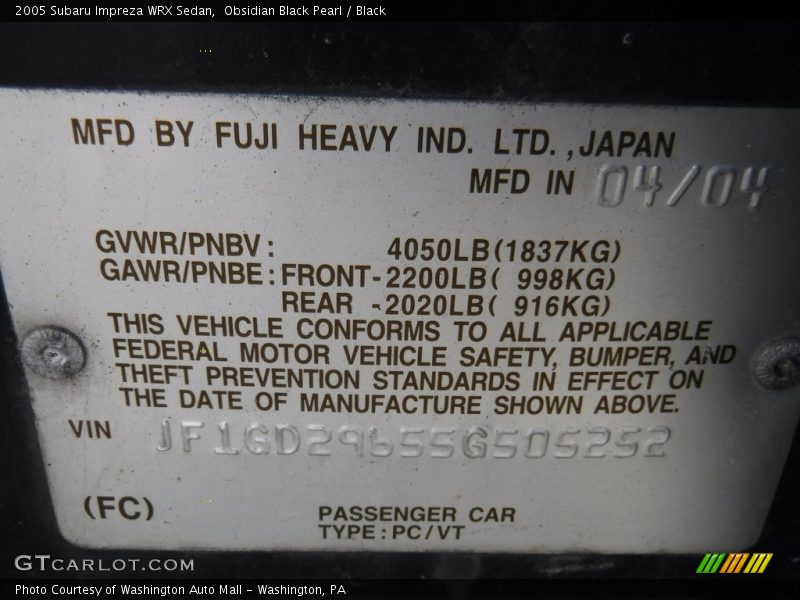 2005 Subaru Impreza WRX Sedan,  Obsidian Black Pearl / Black
MFD BY FUJI HEAVY IND. LTD., JAPAN
MFD IN 04/04
GVWR/PNBV: 4050LB(1837KG)
GAWR/PNBE: FRONT-2200LB( 998KG)
REAR -2020LB( 916KG)
THIS VEHICLE CONFORMS TO ALL APPLICABLE
FEDERAL MOTOR VEHICLE SAFETY, BUMPER, AND
THEFT PREVENTION STANDARDS IN EFFECT ON
THE DATE OF MANUFACTURE SHOWN ABOVE.
VIN JF1GD29655G505252
(FC) PASSENGER CAR
TYPE:PC/VT
GTCARLOT.COM
Photo Courtesy of Washington Auto Mall - Washington, PA